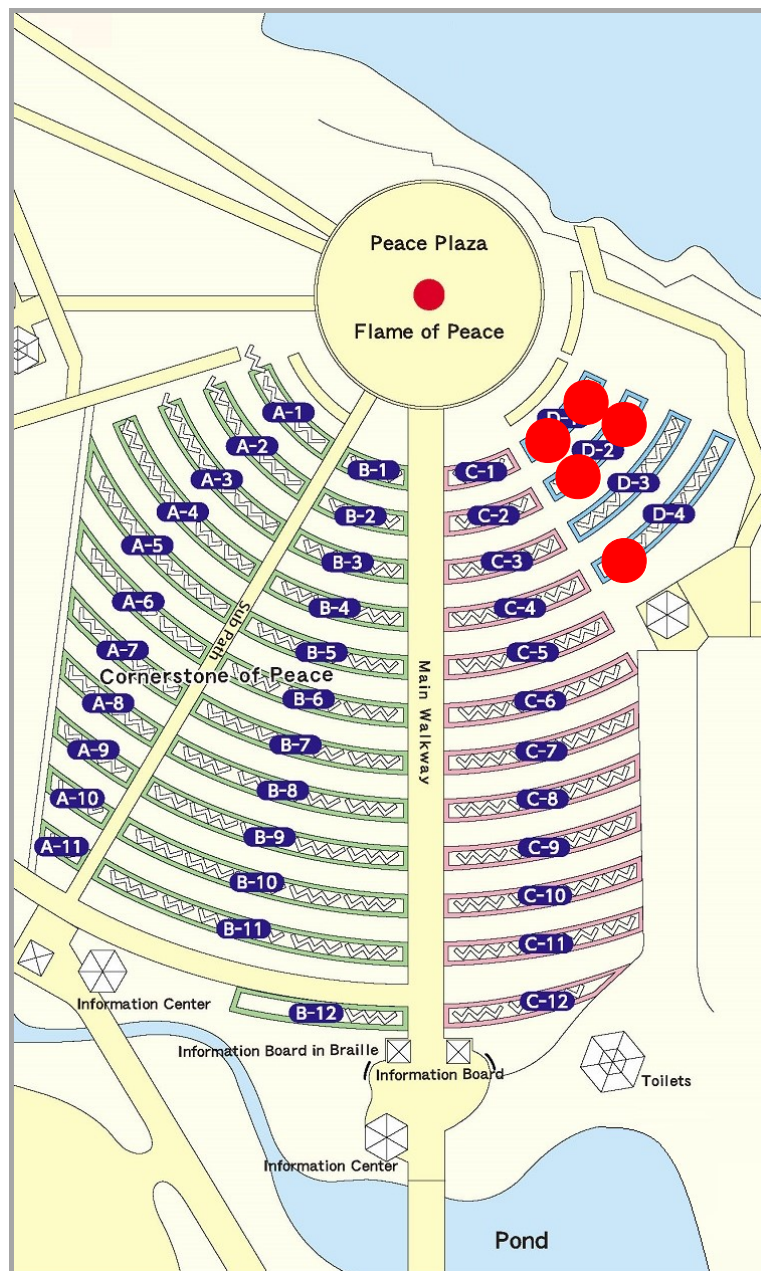 Peace Plaza
Flame of Peace
A-1
A-2
A-3
A-4
A-5
A-6
A-7
A-8
A-9
A-10
A-11
B-1
B-2
B-3
B-4
B-5
B-6
B-7
B-8
B-9
B-10
B-11
B-12
C-1
C-2
C-3
C-4
C-5
C-6
C-7
C-8
C-9
C-10
C-11
C-12
D-2
D-3
D-4
Sub Path
Cornerstone of Peace
Main Walkway
Information Center
Information Board in Braille
Information Board
Toilets
Information Center
Pond